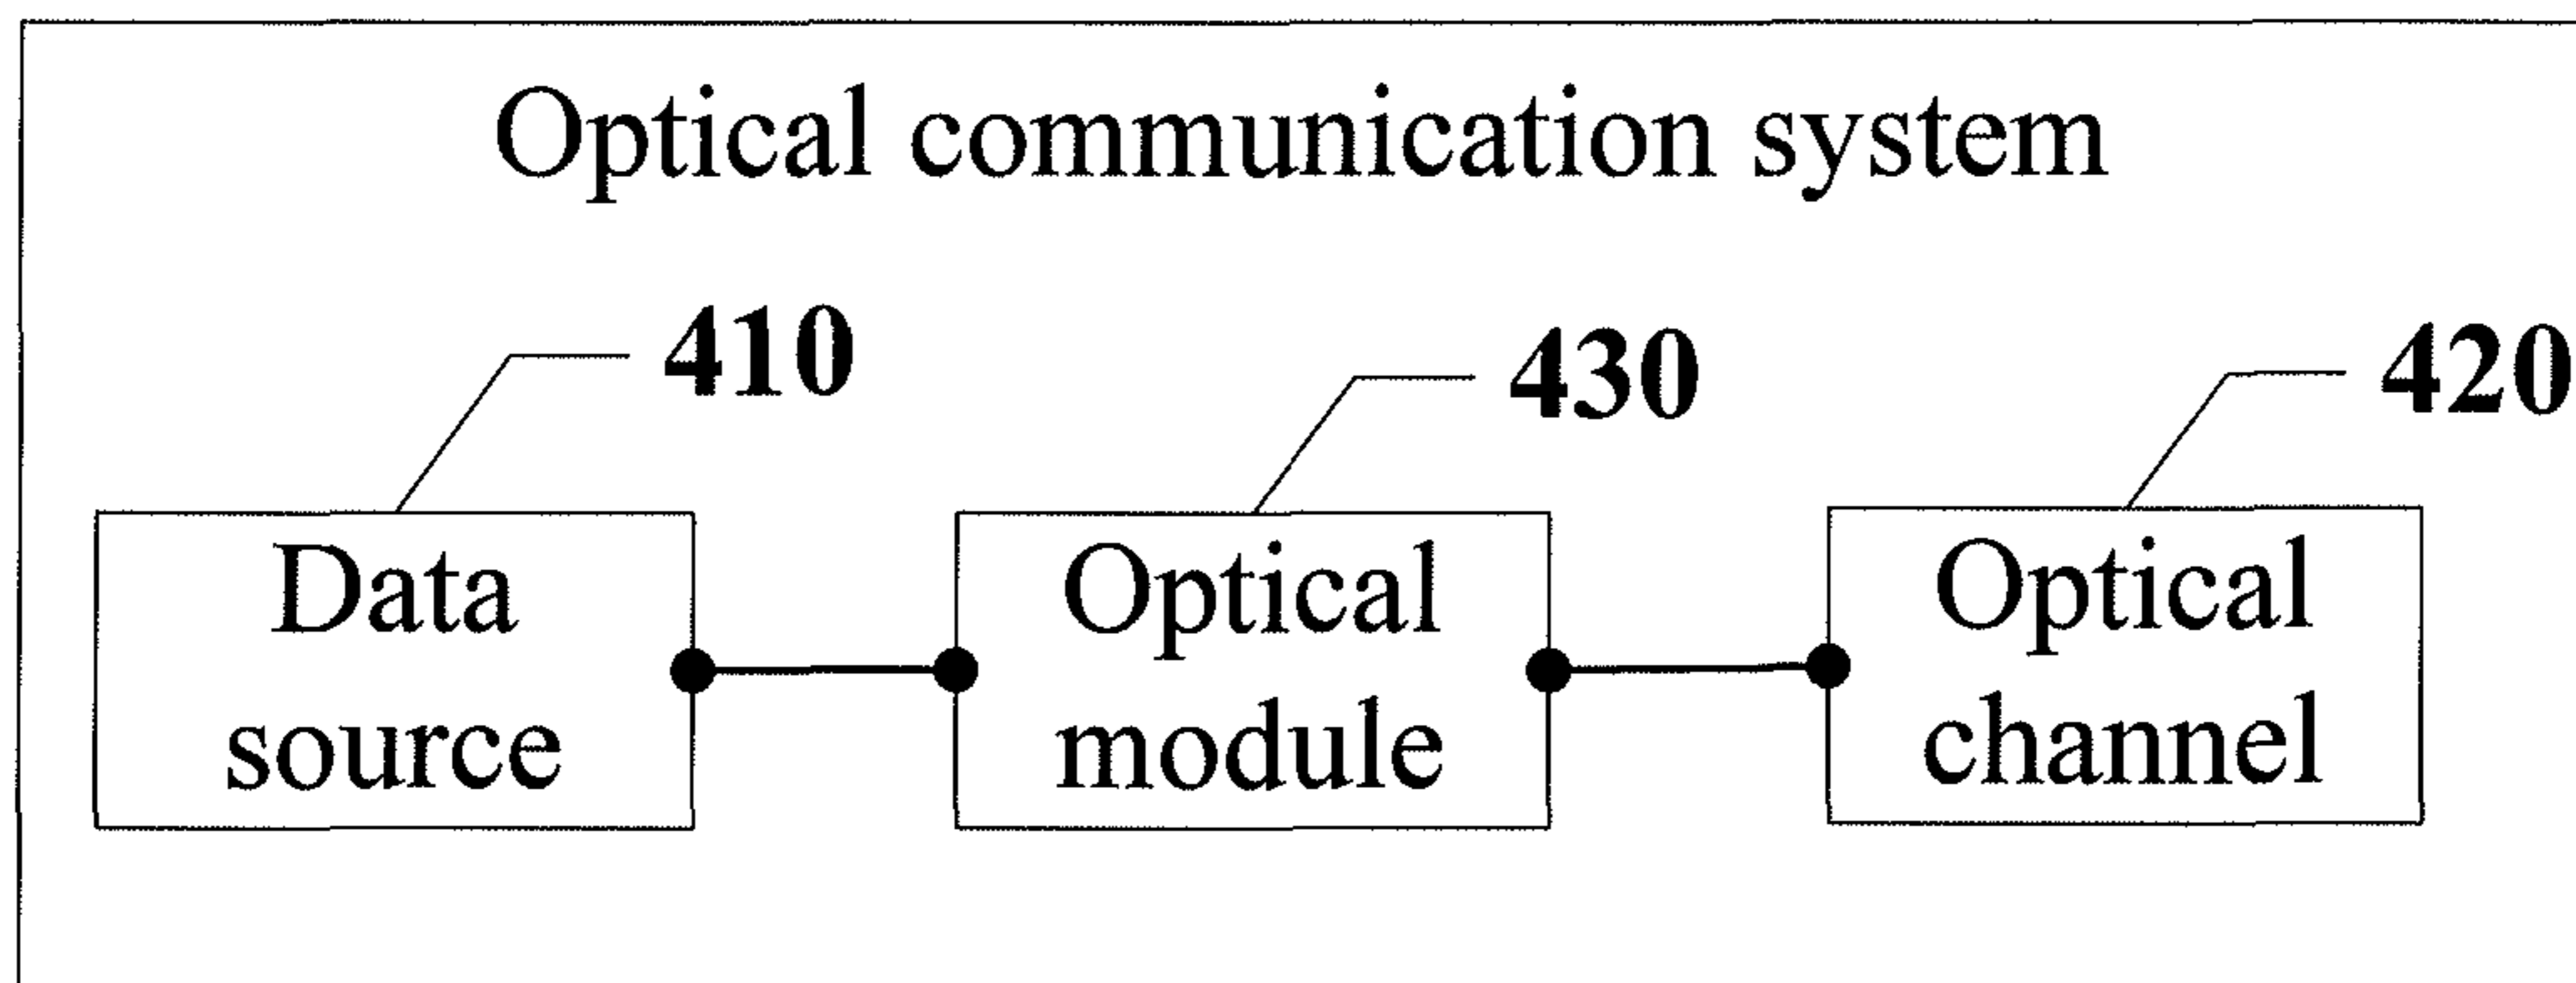 Optical communication system
410
430
420
Data
source
Optical
module
Optical
channel